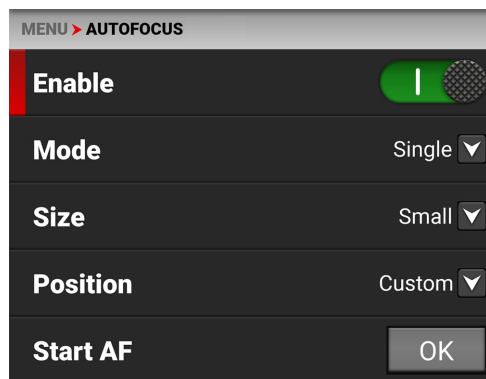 MENU > AUTOFOCUS
Enable
Mode Single
Size Small
Position Custom
Start AF OK